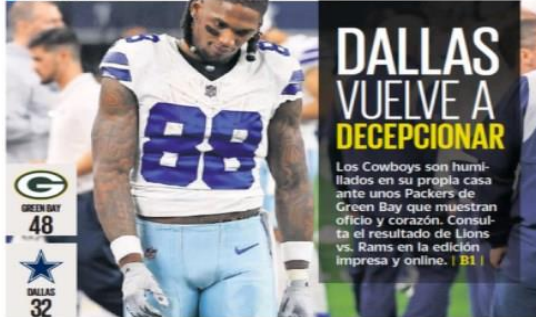 DALLAS
VUELVE A
DECEPCIONAR
Los Cowboys son humi-
llados en su propia casa
ante unos Packers de
Green Bay que muestran
oficio y corazón. Consul-
ta el resultado de Lions
vs. Rams en la edición
impresa y online. | B1 |
88
88
G
GREEN BAY
48
DALLAS
32